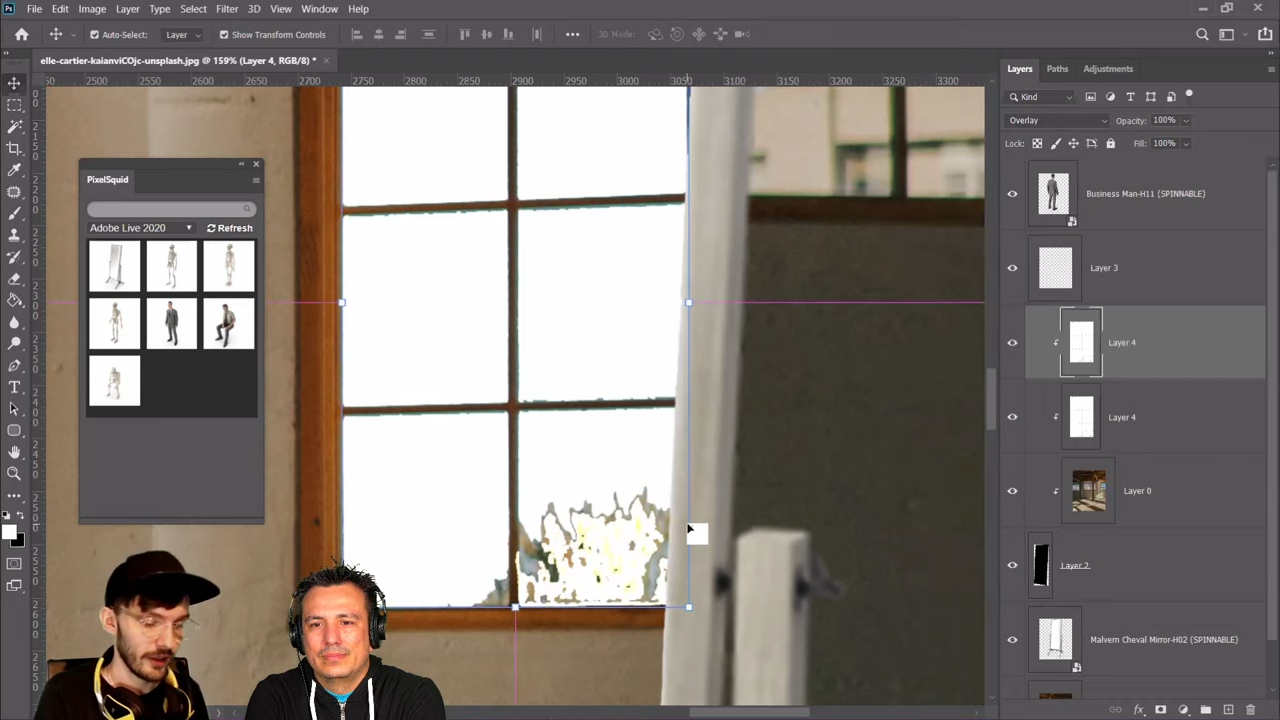 Ps File Edit Image Layer Type Select Filter 3D View Window Help
Auto-Select: Layer Show Transform Controls 3D Mode:
elle-cartier-kaianviCOjc-unsplash.jpg @ 159% (Layer 4, RGB/8) * ×
50 2500 2600 2700 2750 2800 2850 2900 2950 3000 3050 3100 3150 3200 3250 3300
Layers Paths Adjustments
Kind
Overlay Opacity: 100%
Lock: Fill: 100%
PixelSquid
Adobe Live 2020 Refresh
Business Man-H11 (SPINNABLE)
Layer 3
Layer 4
Layer 4
Layer 0
Layer 2
Malvern Cheval Mirror-H02 (SPINNABLE)
fx